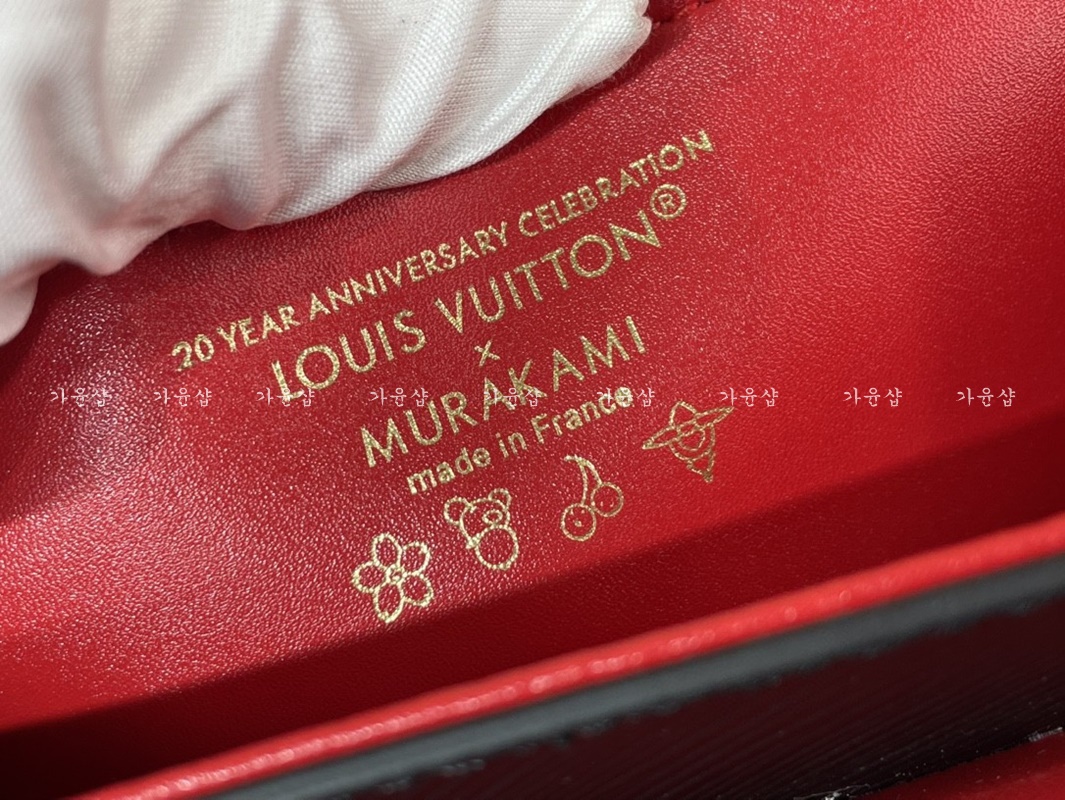 20 YEAR ANNIVERSARY CELEBRATION
LOUIS VUITTON®
x
MURAKAMI
made in France
가윤샵 가윤샵 가윤샵 가윤샵 가윤샵 가윤샵 가윤샵 가윤샵 가윤샵